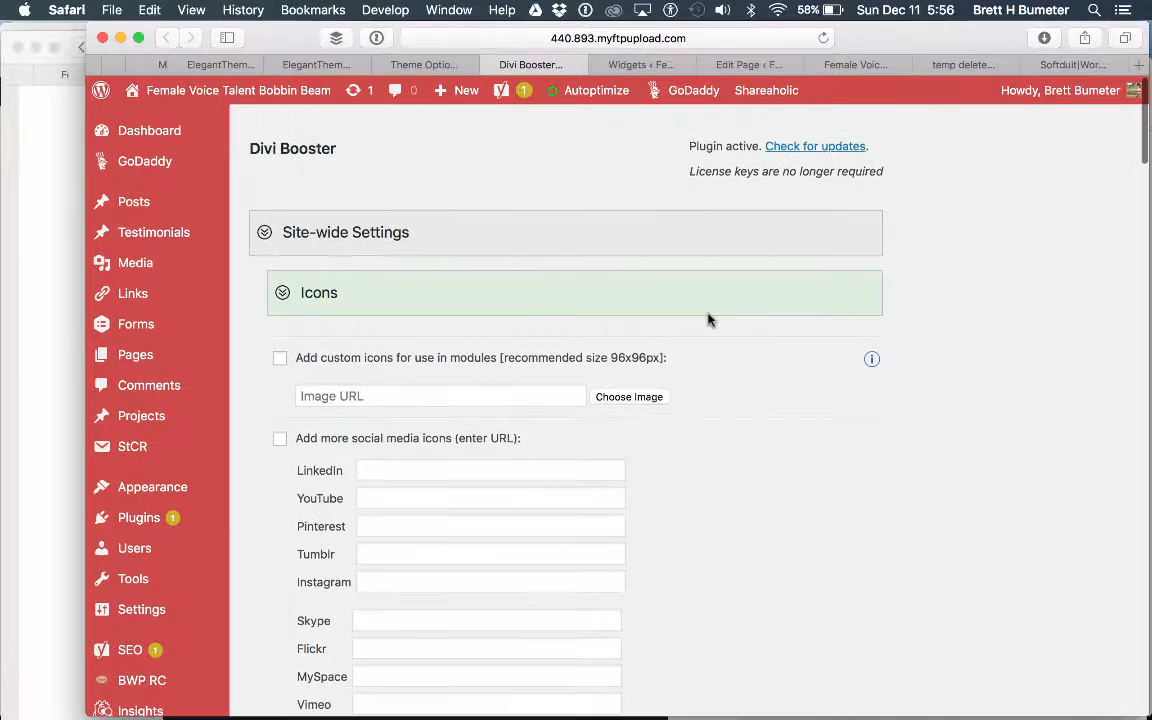 Safari File Edit View History Bookmarks Develop Window Help 58% Sun Dec 11 5:56 Brett H Bumeter
440.893.myftpupload.com
M ElegantThem... ElegantThem... Theme Optio... Divi Booster... Widgets ‹ Fe... Edit Page ‹ F... Female Voic... temp delete... Softduit|Wor...
Female Voice Talent Bobbin Beam 1 0 New 1 Autoptimize GoDaddy Shareaholic Howdy, Brett Bumeter
Dashboard
GoDaddy
Posts
Testimonials
Media
Links
Forms
Pages
Comments
Projects
StCR
Appearance
Plugins 1
Users
Tools
Settings
SEO 1
BWP RC
Insights
Divi Booster
Plugin active. Check for updates.
License keys are no longer required
Site-wide Settings
Icons
Add custom icons for use in modules [recommended size 96x96px]:
Image URL Choose Image
Add more social media icons (enter URL):
LinkedIn
YouTube
Pinterest
Tumblr
Instagram
Skype
Flickr
MySpace
Vimeo